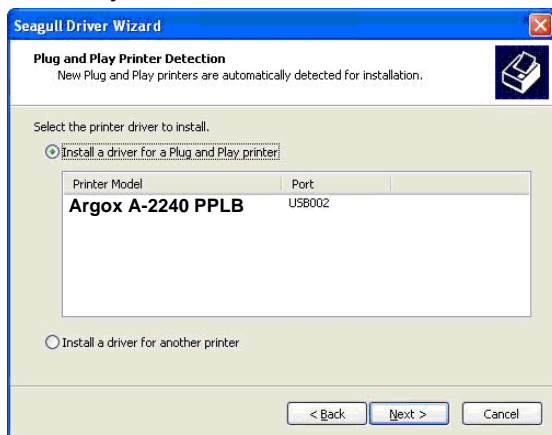 Seagull Driver Wizard
Plug and Play Printer Detection
New Plug and Play printers are automatically detected for installation.
Select the printer driver to install.
Install a driver for a Plug and Play printer
Printer Model Port
Argox A-2240 PPLB USB002
Install a driver for another printer
< Back Next > Cancel